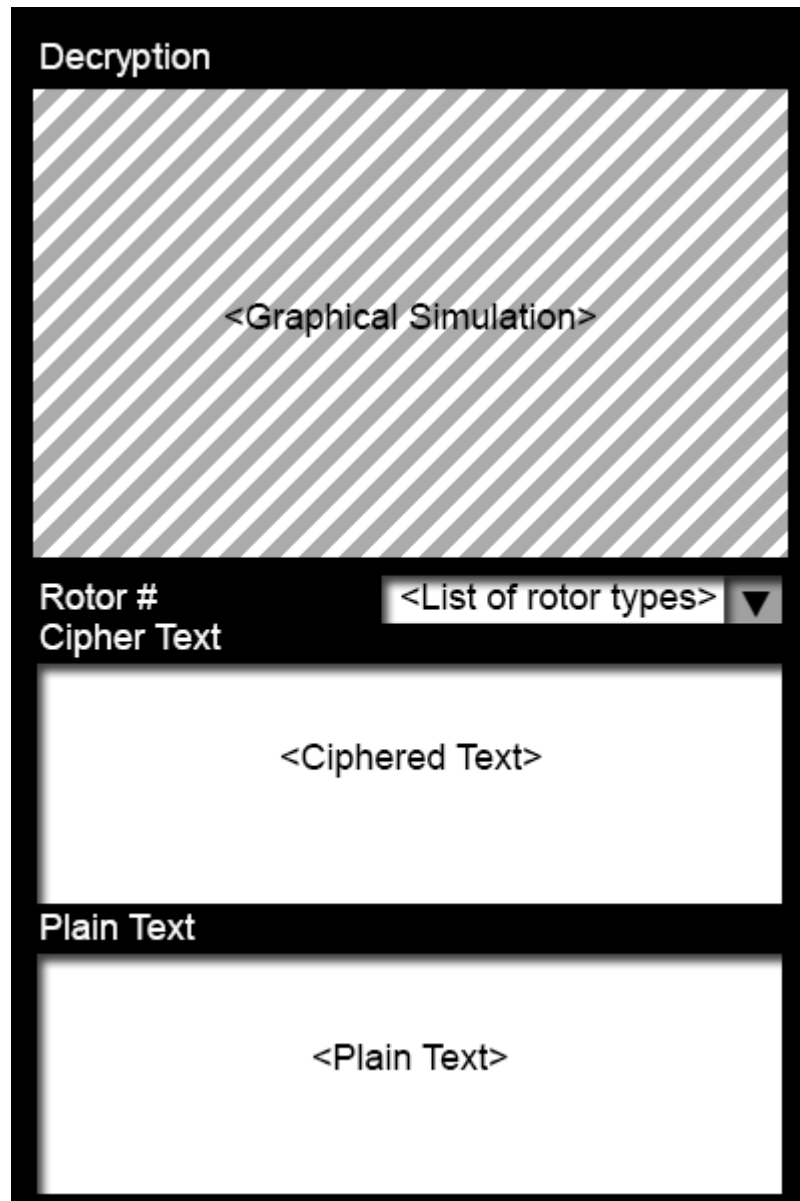 Decryption
<Graphical Simulation>
Rotor # <List of rotor types> ▼
Cipher Text
<Ciphered Text>
Plain Text
<Plain Text>